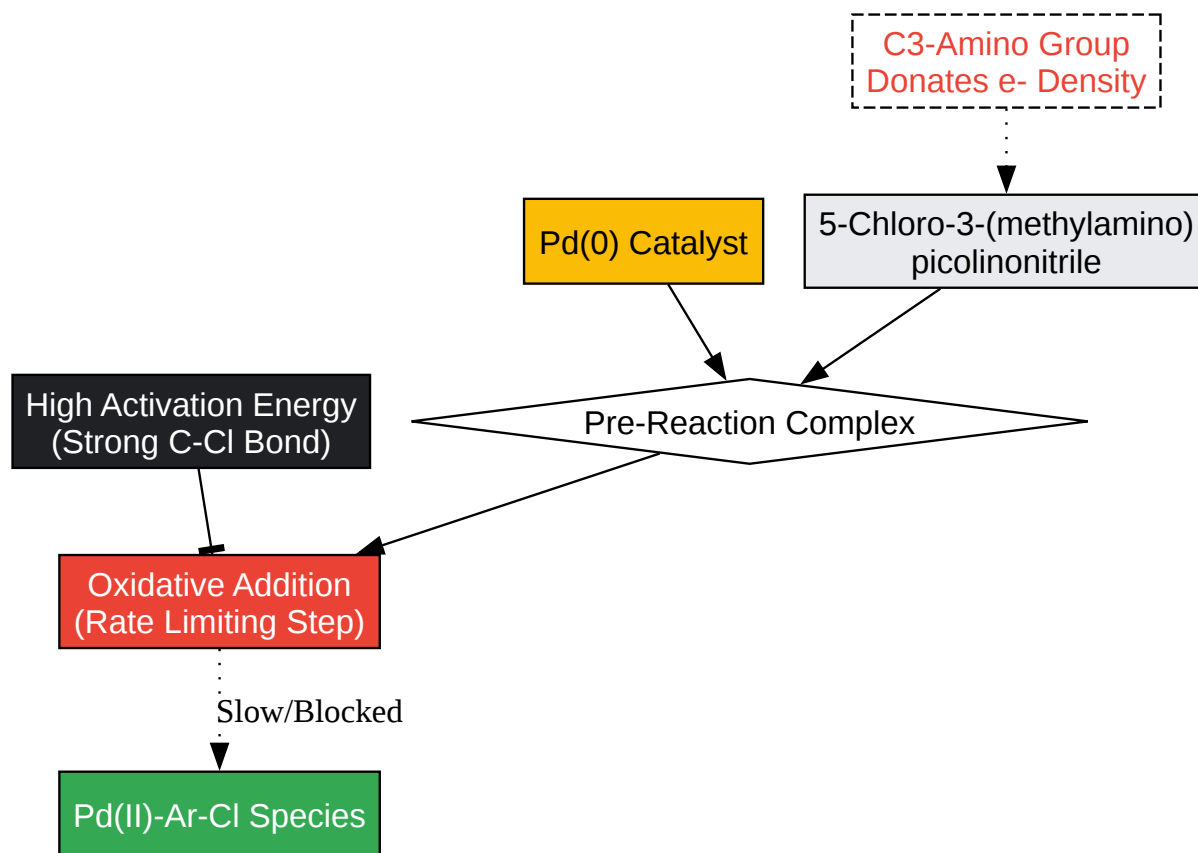 C3-Amino Group
Donates e- Density
Pd(0) Catalyst
5-Chloro-3-(methylamino)
picolinonitrile
High Activation Energy
(Strong C-Cl Bond)
Pre-Reaction Complex
Oxidative Addition
(Rate Limiting Step)
Slow/Blocked
Pd(II)-Ar-Cl Species